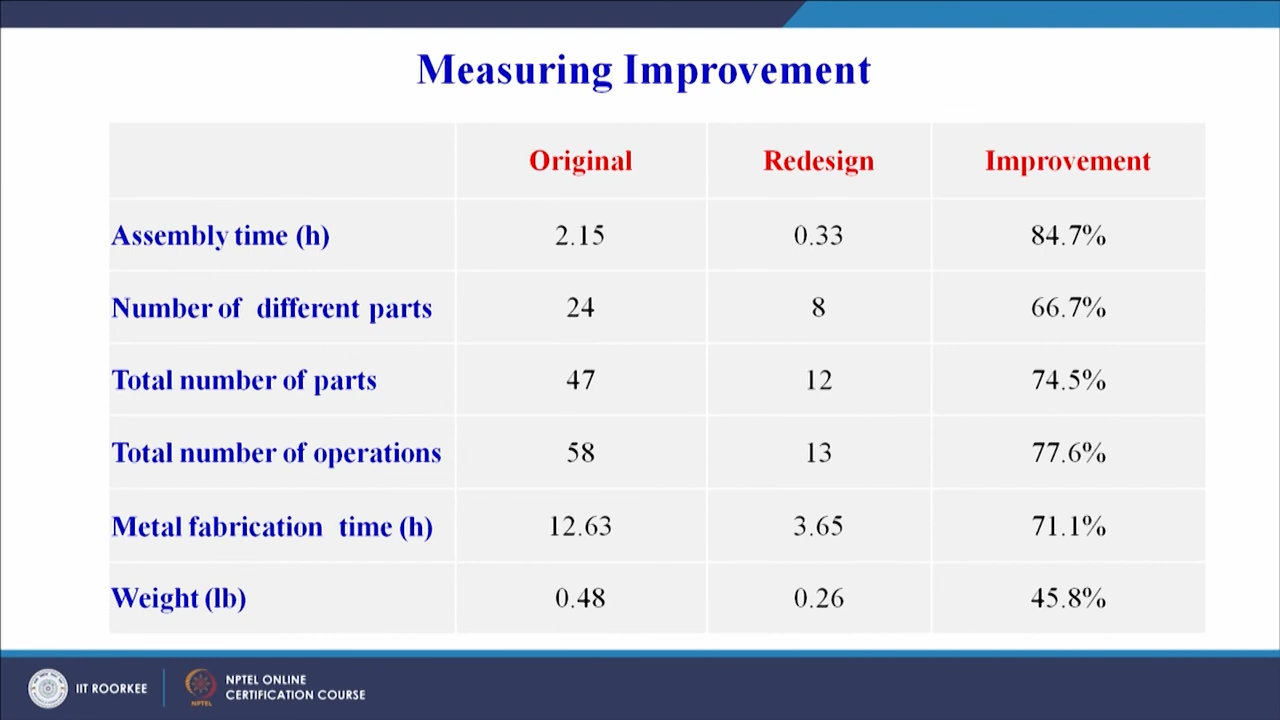 Measuring Improvement
Original Redesign Improvement
Assembly time (h) 2.15 0.33 84.7%
Number of different parts 24 8 66.7%
Total number of parts 47 12 74.5%
Total number of operations 58 13 77.6%
Metal fabrication time (h) 12.63 3.65 71.1%
Weight (lb) 0.48 0.26 45.8%
IIT ROORKEE
NPTEL
NPTEL ONLINE
CERTIFICATION COURSE